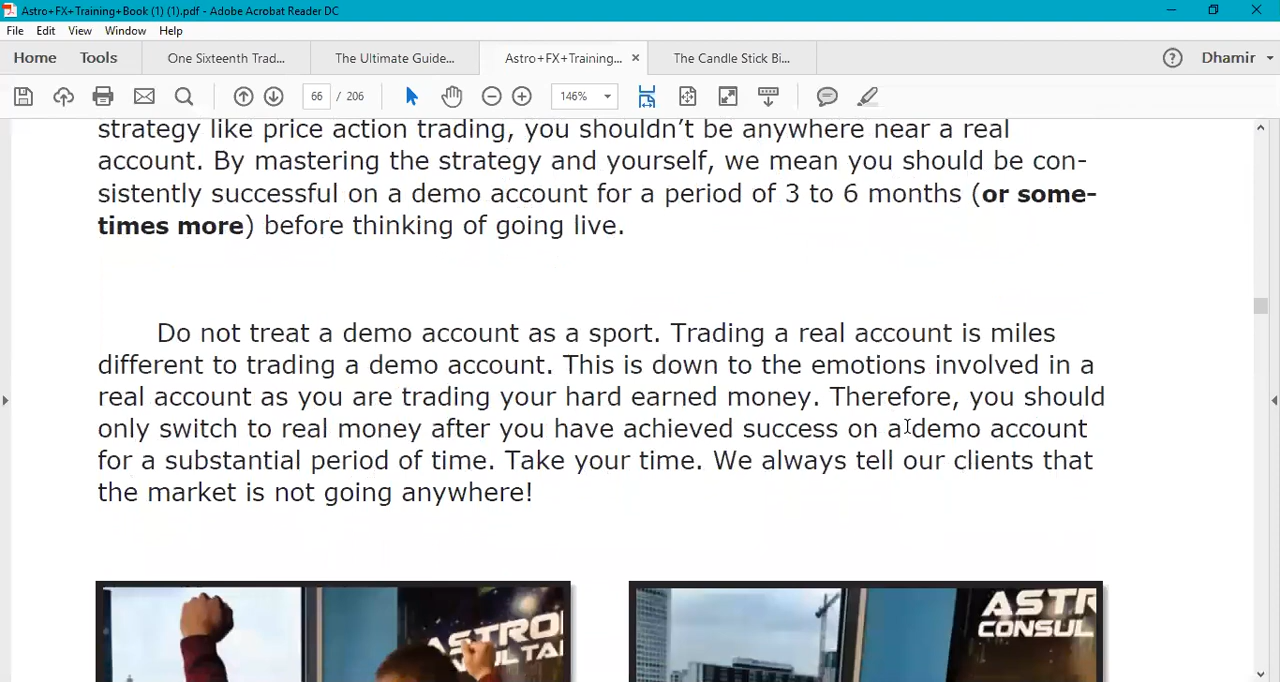 Astro+FX+Training+Book (1) (1).pdf - Adobe Acrobat Reader DC
File Edit View Window Help
Home Tools One Sixteenth Trad... The Ultimate Guide... Astro+FX+Training... × The Candle Stick Bi... Dhamir
66 / 206 146%
strategy like price action trading, you shouldn't be anywhere near a real
account. By mastering the strategy and yourself, we mean you should be con-
sistently successful on a demo account for a period of 3 to 6 months (or some-
times more) before thinking of going live.
Do not treat a demo account as a sport. Trading a real account is miles
different to trading a demo account. This is down to the emotions involved in a
real account as you are trading your hard earned money. Therefore, you should
only switch to real money after you have achieved success on a demo account
for a substantial period of time. Take your time. We always tell our clients that
the market is not going anywhere!
ASTRO
ASTR
CONSUL